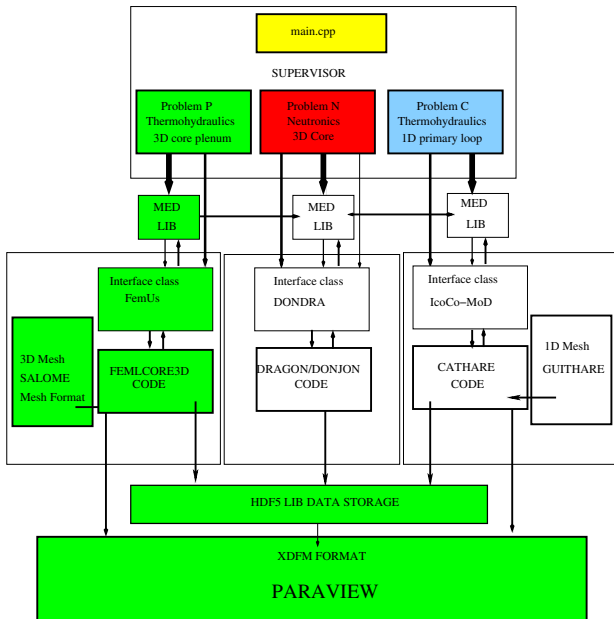 main.cpp
SUPERVISOR
Problem P
Thermohydraulics
3D core plenum
Problem N
Neutronics
3D Core
Problem C
Thermohydraulics
1D primary loop
MED
LIB
MED
LIB
MED
LIB
Interface class
FemUs
Interface class
DONDRA
Interface class
IcoCo−MoD
3D Mesh
SALOME
Mesh Format
FEMLCORE3D
CODE
DRAGON/DONJON
CODE
CATHARE
CODE
1D Mesh
GUITHARE
HDF5 LIB DATA STORAGE
XDFM FORMAT
PARAVIEW